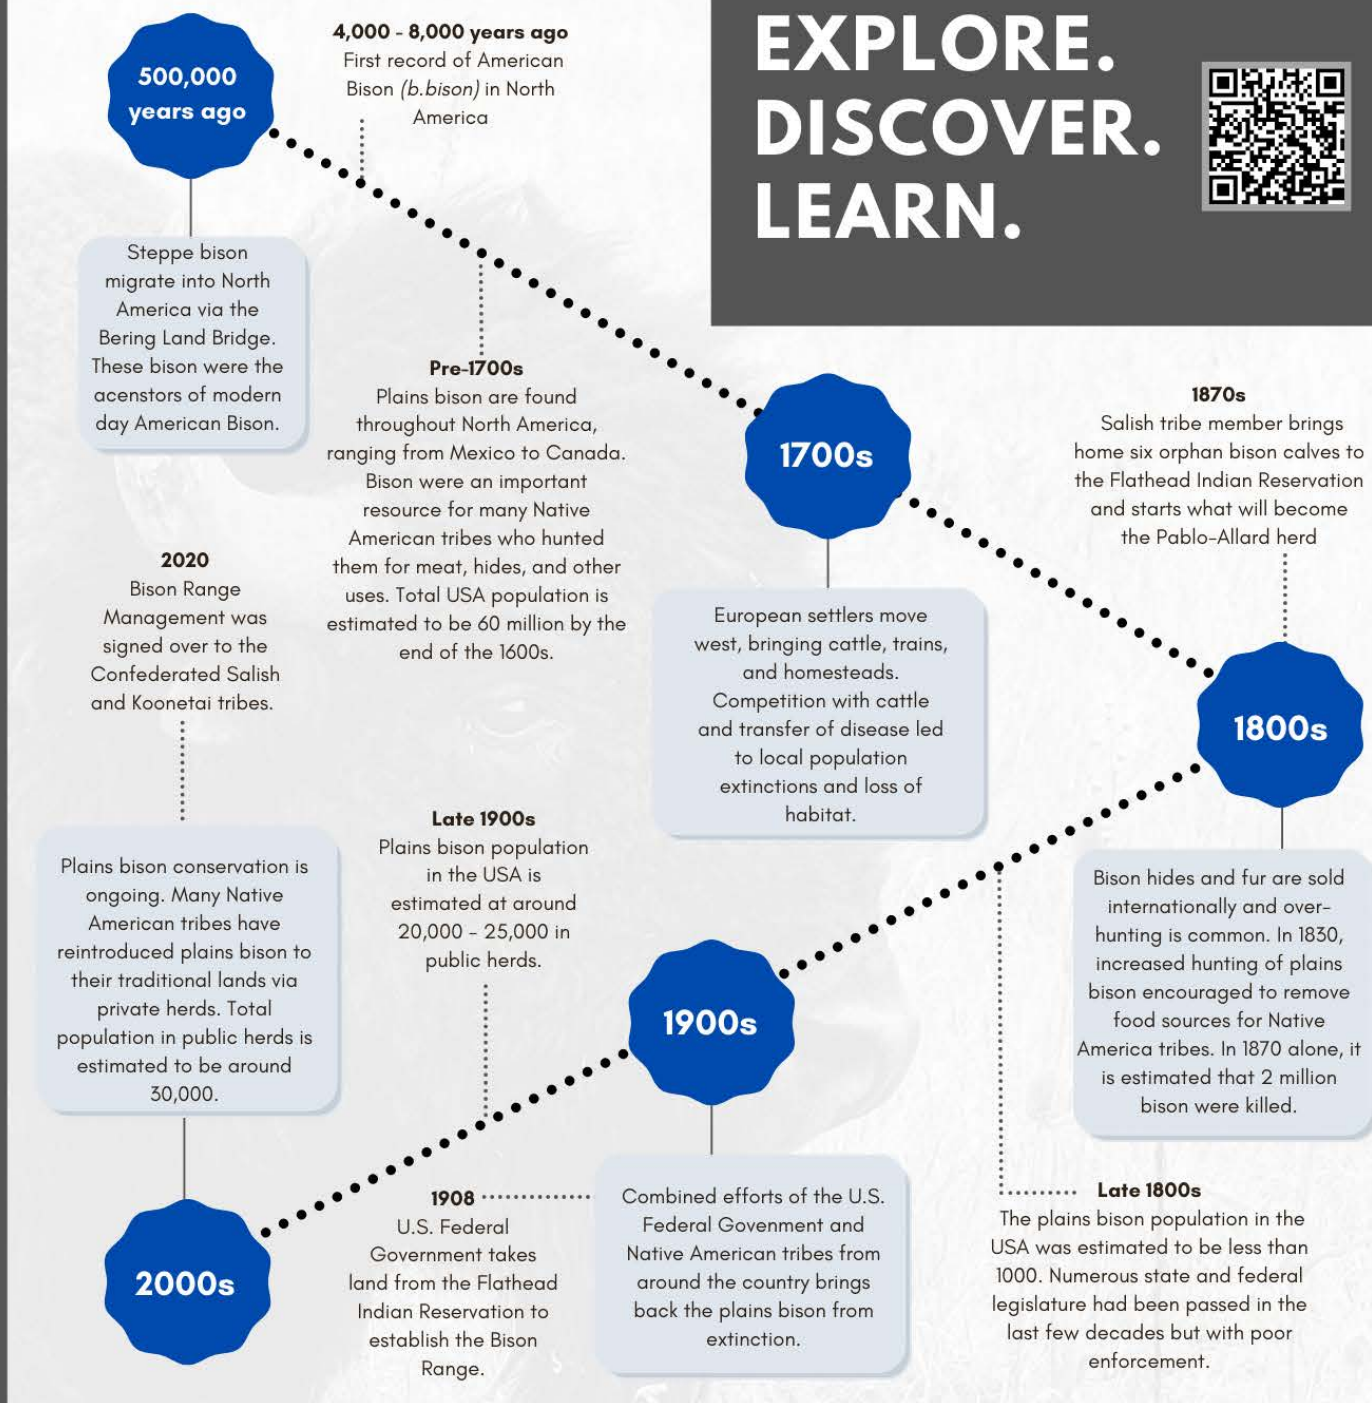 500,000
years ago
4,000 - 8,000 years ago
First record of American
Bison (b.bison) in North
America
EXPLORE.
DISCOVER.
LEARN.
Steppe bison
migrate into North
America via the
Bering Land Bridge.
These bison were the
acenstors of modern
day American Bison.
Pre-1700s
Plains bison are found
throughout North America,
ranging from Mexico to Canada.
Bison were an important
resource for many Native
American tribes who hunted
them for meat, hides, and other
uses. Total USA population is
estimated to be 60 million by the
end of the 1600s.
1700s
European settlers move
west, bringing cattle, trains,
and homesteads.
Competition with cattle
and transfer of disease led
to local population
extinctions and loss of
habitat.
1870s
Salish tribe member brings
home six orphan bison calves to
the Flathead Indian Reservation
and starts what will become
the Pablo-Allard herd
1800s
Bison hides and fur are sold
internationally and over-
hunting is common. In 1830,
increased hunting of plains
bison encouraged to remove
food sources for Native
America tribes. In 1870 alone, it
is estimated that 2 million
bison were killed.
Late 1800s
The plains bison population in the
USA was estimated to be less than
1000. Numerous state and federal
legislature had been passed in the
last few decades but with poor
enforcement.
1900s
Combined efforts of the U.S.
Federal Govenment and
Native American tribes from
around the country brings
back the plains bison from
extinction.
1908
U.S. Federal
Government takes
land from the Flathead
Indian Reservation to
establish the Bison
Range.
Late 1900s
Plains bison population
in the USA is
estimated at around
20,000 - 25,000 in
public herds.
2000s
Plains bison conservation is
ongoing. Many Native
American tribes have
reintroduced plains bison to
their traditional lands via
private herds. Total
population in public herds is
estimated to be around
30,000.
2020
Bison Range
Management was
signed over to the
Confederated Salish
and Koonetai tribes.